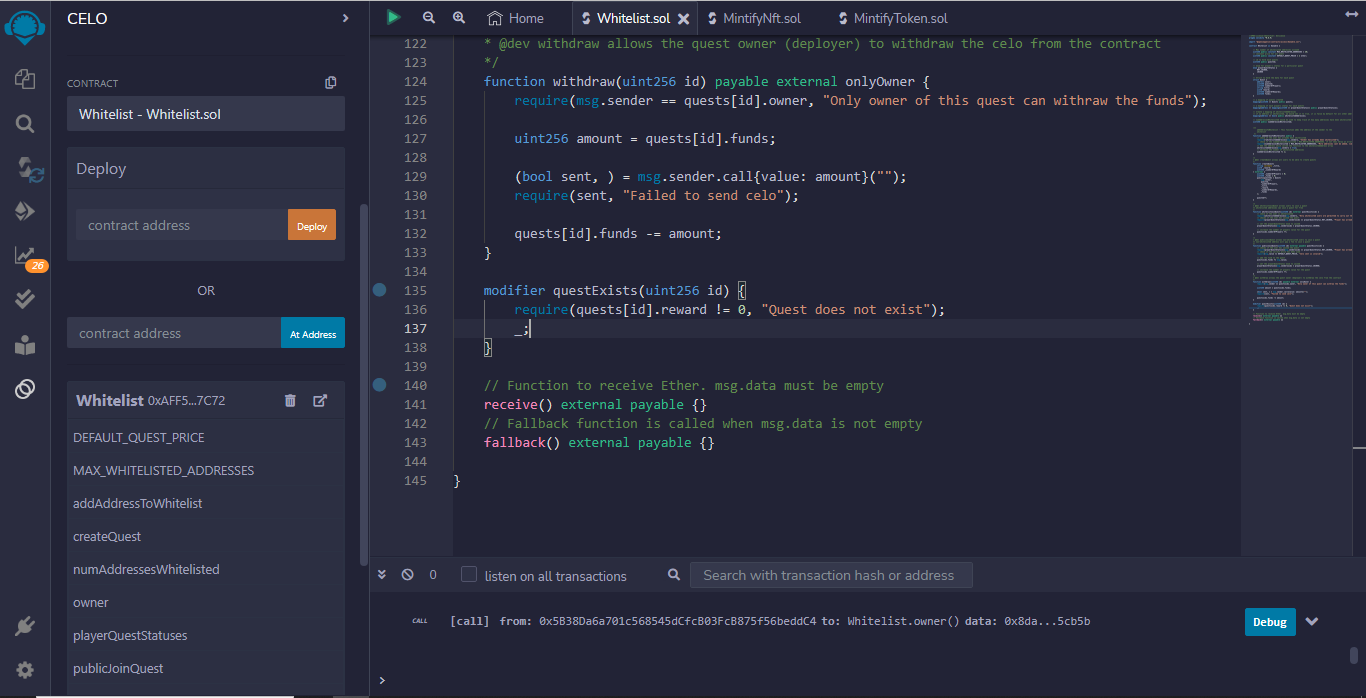 CELO
CONTRACT
Whitelist - Whitelist.sol
Deploy
contract address
Deploy
OR
contract address
At Address
Whitelist 0xAFF5...7C72
DEFAULT_QUEST_PRICE
MAX_WHITELISTED_ADDRESSES
addAddressToWhitelist
createQuest
numAddressesWhitelisted
owner
playerQuestStatuses
publicJoinQuest
26
Home
Whitelist.sol
MintifyNft.sol
MintifyToken.sol
122 * @dev withdraw allows the quest owner (deployer) to withdraw the celo from the contract
123 */
124 function withdraw(uint256 id) payable external onlyOwner {
125 require(msg.sender == quests[id].owner, "Only owner of this quest can withraw the funds");
126
127 uint256 amount = quests[id].funds;
128
129 (bool sent, ) = msg.sender.call{value: amount}("");
130 require(sent, "Failed to send celo");
131
132 quests[id].funds -= amount;
133 }
134
135 modifier questExists(uint256 id) {
136 require(quests[id].reward != 0, "Quest does not exist");
137 _;
138 }
139
140 // Function to receive Ether. msg.data must be empty
141 receive() external payable {}
142 // Fallback function is called when msg.data is not empty
143 fallback() external payable {}
144
145 }
0
listen on all transactions
Search with transaction hash or address
CALL
[call] from: 0x5B38Da6a701c568545dCfcB03FcB875f56beddC4 to: Whitelist.owner() data: 0x8da...5cb5b
Debug
>